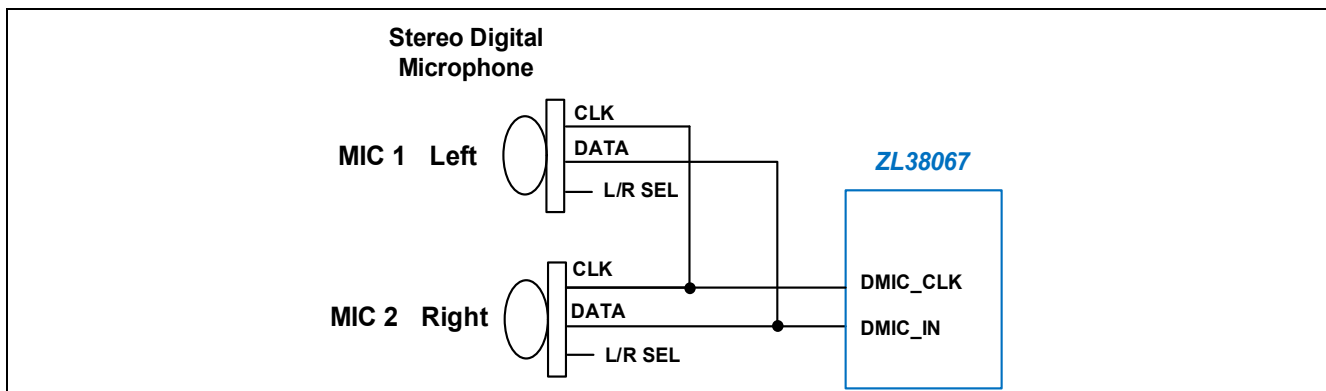 Stereo Digital
Microphone
CLK
DATA
MIC 1 Left
L/R SEL
ZL38067
CLK
DMIC_CLK
DATA
MIC 2 Right
DMIC_IN
L/R SEL